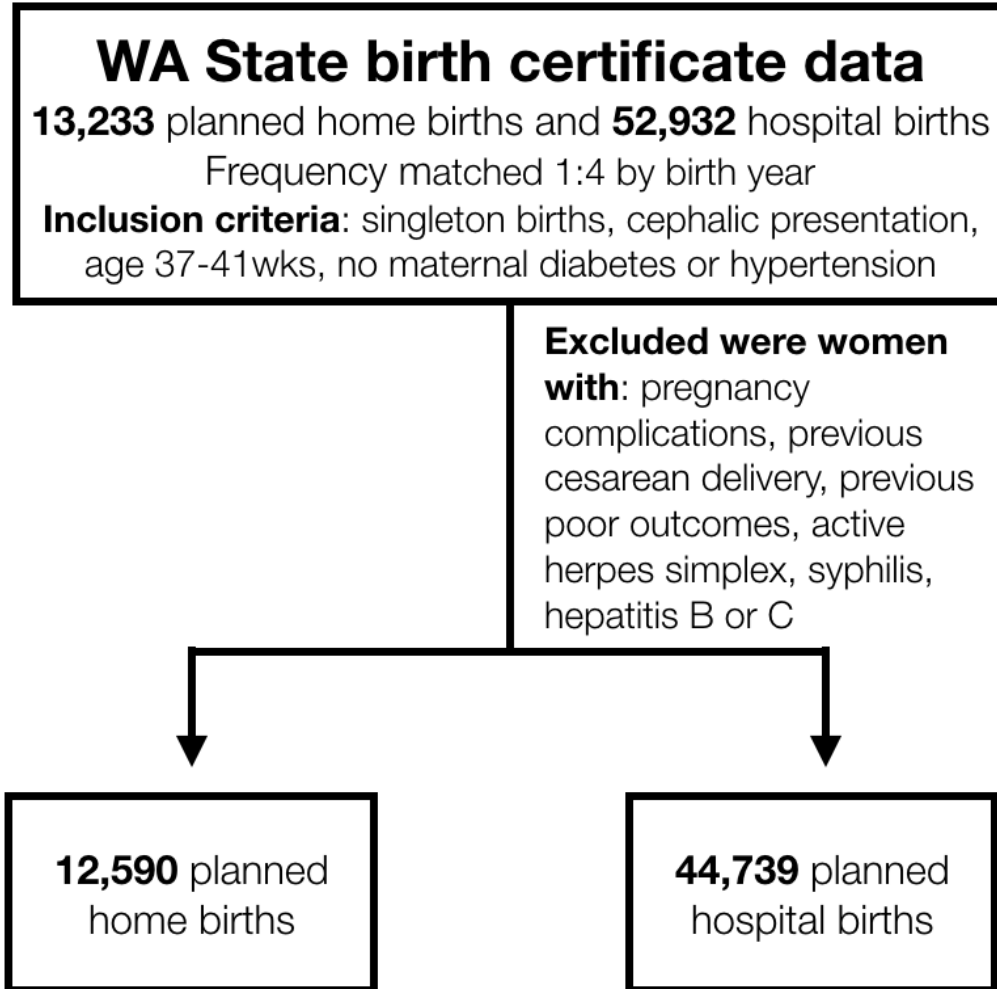 WA State birth certificate data
13,233 planned home births and 52,932 hospital births
Frequency matched 1:4 by birth year
Inclusion criteria: singleton births, cephalic presentation,
age 37-41wks, no maternal diabetes or hypertension
Excluded were women
with: pregnancy
complications, previous
cesarean delivery, previous
poor outcomes, active
herpes simplex, syphilis,
hepatitis B or C
12,590 planned
home births
44,739 planned
hospital births